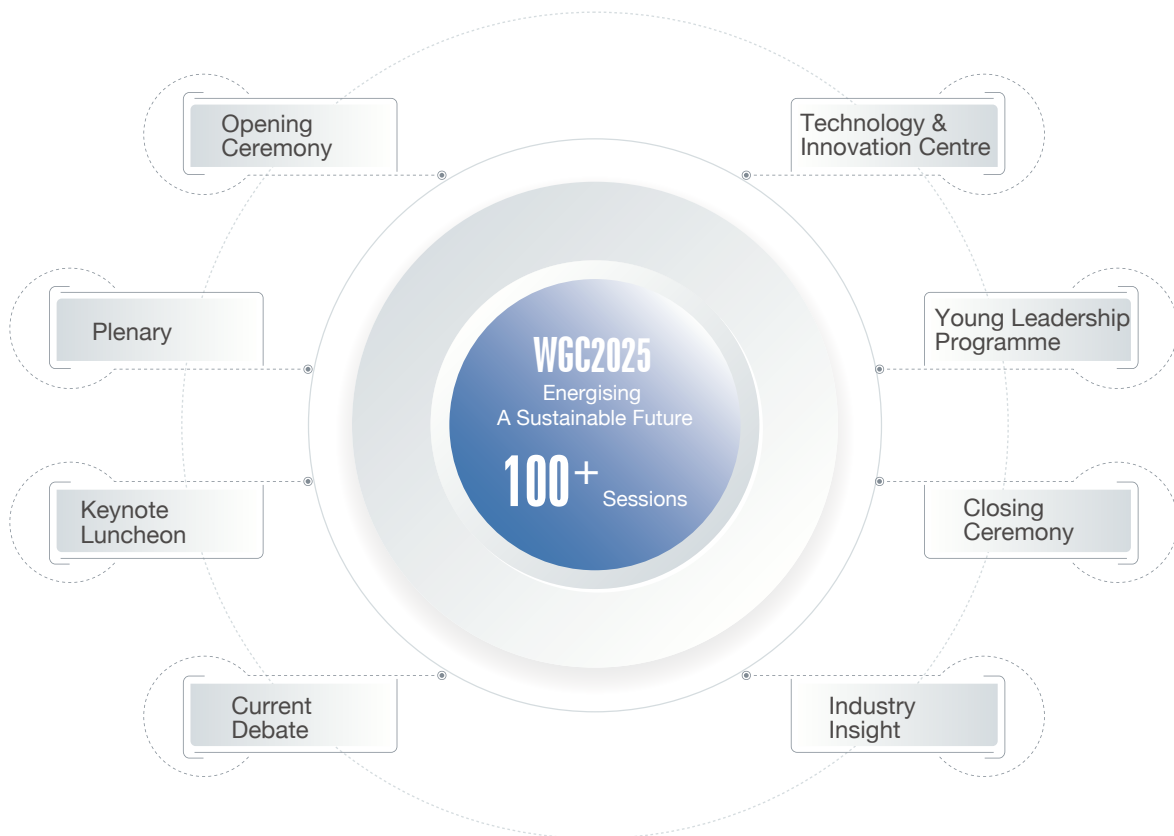 Opening
Ceremony
Technology &
Innovation Centre
Plenary
Young Leadership
Programme
WGC2025
Energising
A Sustainable Future
100+ Sessions
Keynote
Luncheon
Closing
Ceremony
Current
Debate
Industry
Insight